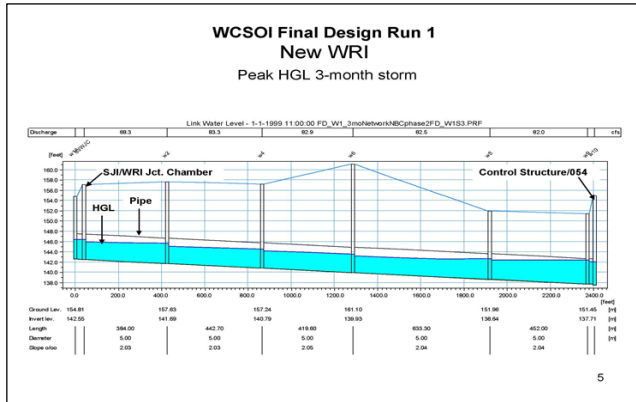 WCSOI Final Design Run 1
New WRI
Peak HGL 3-month storm
Link Water Level - 1-1-1999 11:00:00 FD_W1_3moNetworkNBCphase2FD_W1S3.PRF
Discharge 83.3 82.9 82.5 82.0 cfs
w2 w4 w6
[feet] [feet]
SJI/WRI Jct. Chamber
Control Structure/054
HGL
Pipe
160.0
158.0
156.0
154.0
152.0
150.0
148.0
146.0
144.0
142.0
140.0
138.0
0.0 200.0 400.0 600.0 800.0 1000.0 1200.0 1400.0 1600.0 1800.0 2000.0 2200.0 2400.0
Ground Lev. 154.81 157.63 157.24 161.10 151.96 151.45 [m]
Invert lev. 142.55 141.69 140.79 139.93 138.64 137.71 [m]
Length 384.00 442.70 419.60 633.30 452.00 [m]
Diameter 5.00 5.00 5.00 5.00 5.00 [m]
Slope o/oo 2.03 2.03 2.05 2.04 2.04
5